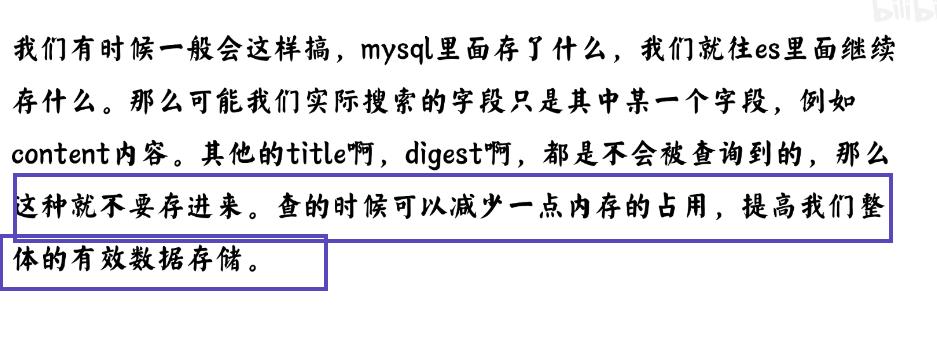 bilibi
我们有时候一般会这样搞，mysql里面存了什么，我们就往es里面继续
存什么。那么可能我们实际搜索的字段只是其中某一个字段，例如
content内容。其他的title啊，digest啊，都是不会被查询到的，那么
这种就不要存进来。查的时候可以减少一点内存的占用，提高我们整
体的有效数据存储。